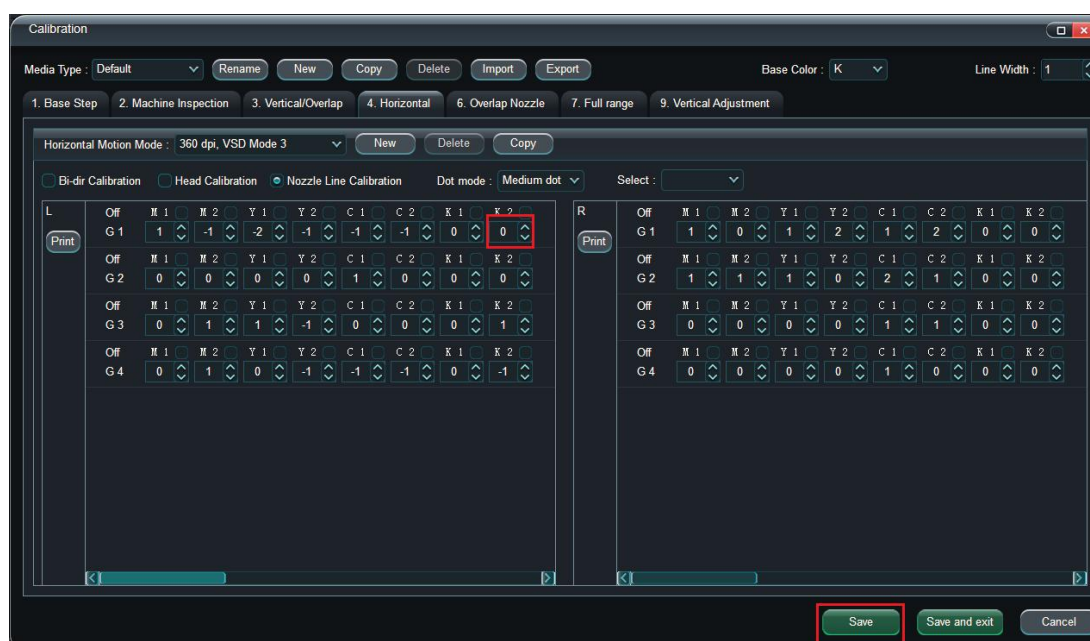 Calibration
Media Type : Default Rename New Copy Delete Import Export Base Color : K Line Width : 1
1. Base Step 2. Machine Inspection 3. Vertical/Overlap 4. Horizontal 6. Overlap Nozzle 7. Full range 9. Vertical Adjustment
Horizontal Motion Mode : 360 dpi, VSD Mode 3 New Delete Copy
Bi-dir Calibration Head Calibration Nozzle Line Calibration Dot mode : Medium dot Select :
L Off M 1 M 2 Y 1 Y 2 C 1 C 2 K 1 K 2
Print G 1 1 -1 -2 -1 -1 -1 0 0
Off M 1 M 2 Y 1 Y 2 C 1 C 2 K 1 K 2
G 2 0 0 0 0 1 0 0 0
Off M 1 M 2 Y 1 Y 2 C 1 C 2 K 1 K 2
G 3 0 1 1 -1 0 0 0 1
Off M 1 M 2 Y 1 Y 2 C 1 C 2 K 1 K 2
G 4 0 1 0 -1 -1 -1 0 -1
R Off M 1 M 2 Y 1 Y 2 C 1 C 2 K 1 K 2
Print G 1 1 0 1 2 1 2 0 0
Off M 1 M 2 Y 1 Y 2 C 1 C 2 K 1 K 2
G 2 1 1 1 0 2 1 0 0
Off M 1 M 2 Y 1 Y 2 C 1 C 2 K 1 K 2
G 3 0 0 0 0 1 1 0 0
Off M 1 M 2 Y 1 Y 2 C 1 C 2 K 1 K 2
G 4 0 0 0 0 1 0 0 0
Save Save and exit Cancel